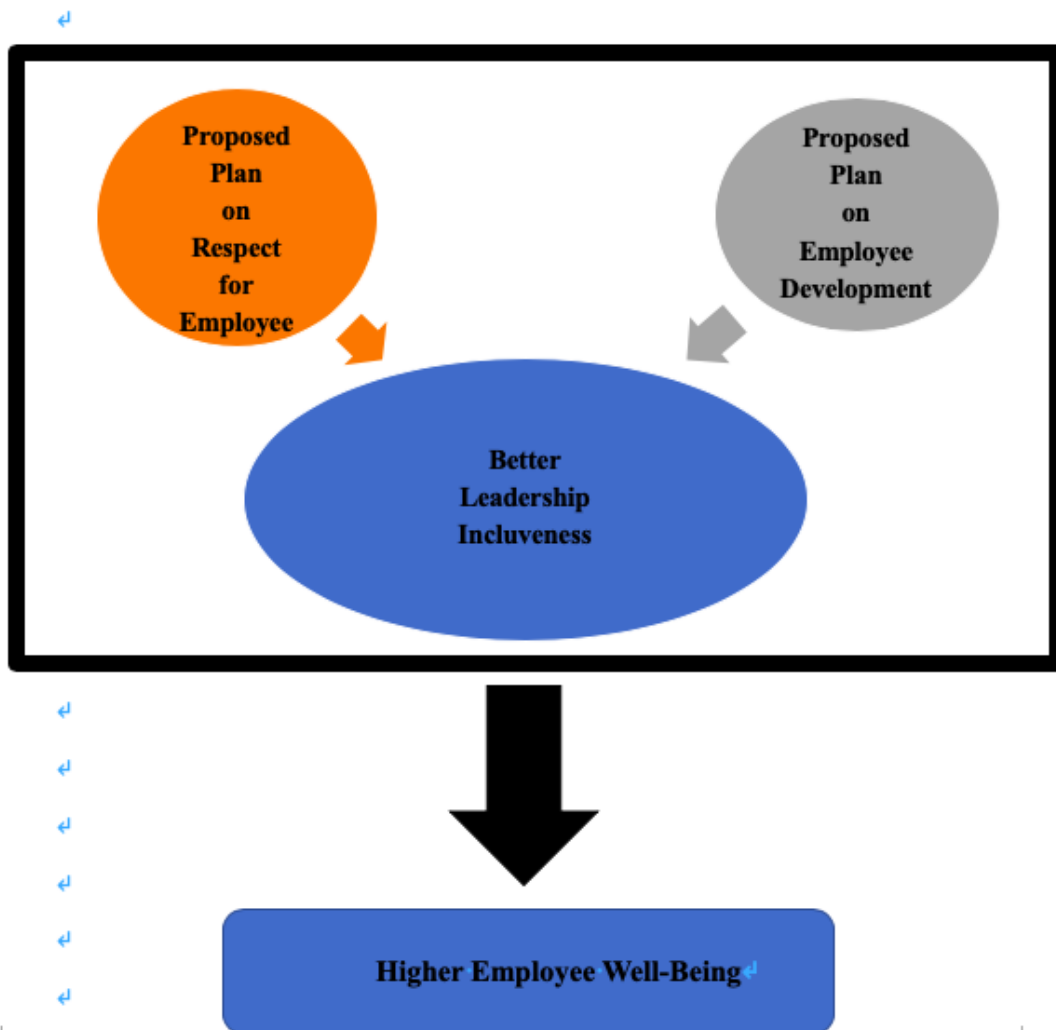 Proposed
Plan
on
Respect
for
Employee
Proposed
Plan
on
Employee
Development
Better
Leadership
Incluveness
Higher Employee Well-Being